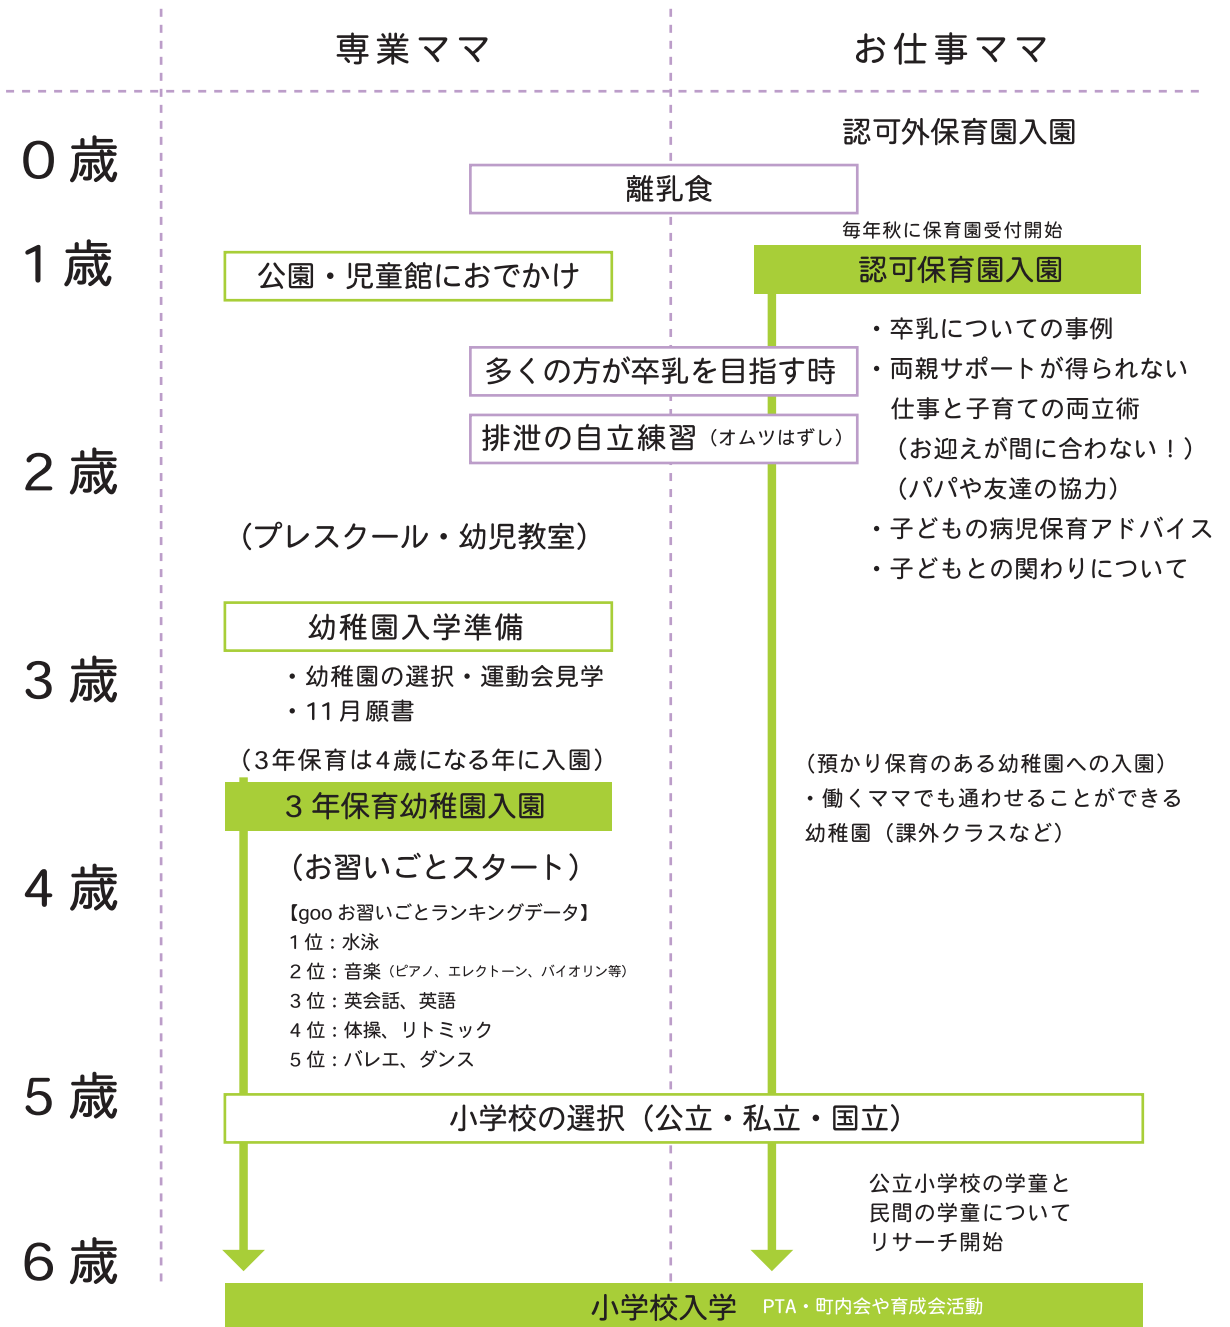 専業ママ
お仕事ママ
0歳
認可外保育園入園
離乳食
1歳
毎年秋に保育園受付開始
認可保育園入園
公園・児童館におでかけ
・卒乳についての事例
・両親サポートが得られない
仕事と子育ての両立術
（お迎えが間に合わない！）
（パパや友達の協力）
・子どもの病児保育アドバイス
・子どもとの関わりについて
多くの方が卒乳を目指す時
排泄の自立練習（オムツはずし）
2歳
（プレスクール・幼児教室）
幼稚園入学準備
・幼稚園の選択・運動会見学
・11月願書
3歳
（3年保育は4歳になる年に入園）
3年保育幼稚園入園
（預かり保育のある幼稚園への入園）
・働くママでも通わせることができる
幼稚園（課外クラスなど）
4歳
（お習いごとスタート）
【gooお習いごとランキングデータ】
1位：水泳
2位：音楽（ピアノ、エレクトーン、バイオリン等）
3位：英会話、英語
4位：体操、リトミック
5位：バレエ、ダンス
5歳
小学校の選択（公立・私立・国立）
公立小学校の学童と
民間の学童について
リサーチ開始
6歳
小学校入学 PTA・町内会や育成会活動